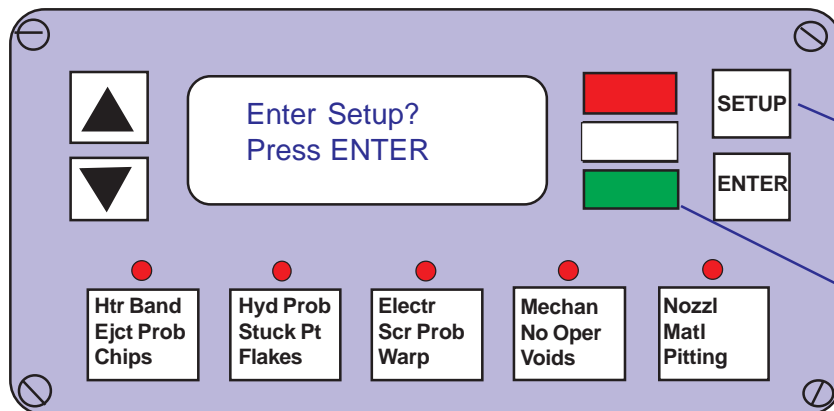 Enter Setup?
Press ENTER
SETUP
ENTER
Htr Band
Ejct Prob
Chips
Hyd Prob
Stuck Pt
Flakes
Electr
Scr Prob
Warp
Mechan
No Oper
Voids
Nozzl
Matl
Pitting